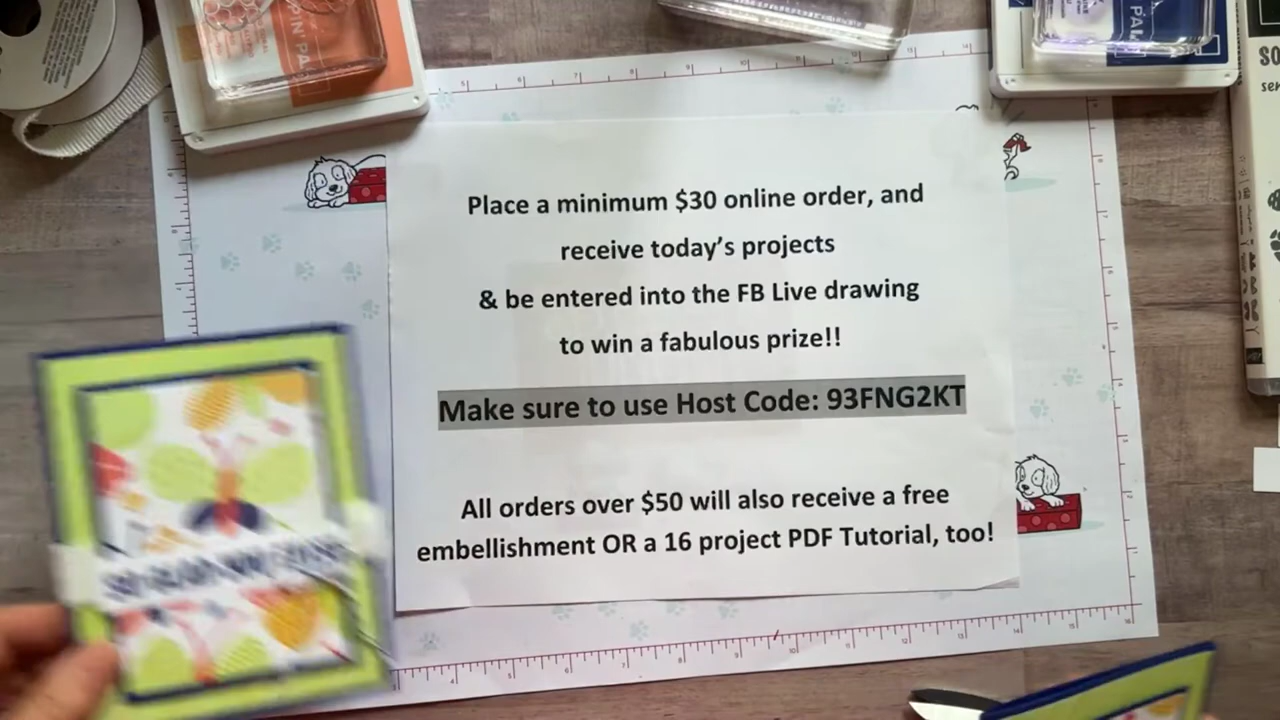 Place a minimum $30 online order, and
receive today's projects
& be entered into the FB Live drawing
to win a fabulous prize!!
Make sure to use Host Code: 93FNG2KT
All orders over $50 will also receive a free
embellishment OR a 16 project PDF Tutorial, too!